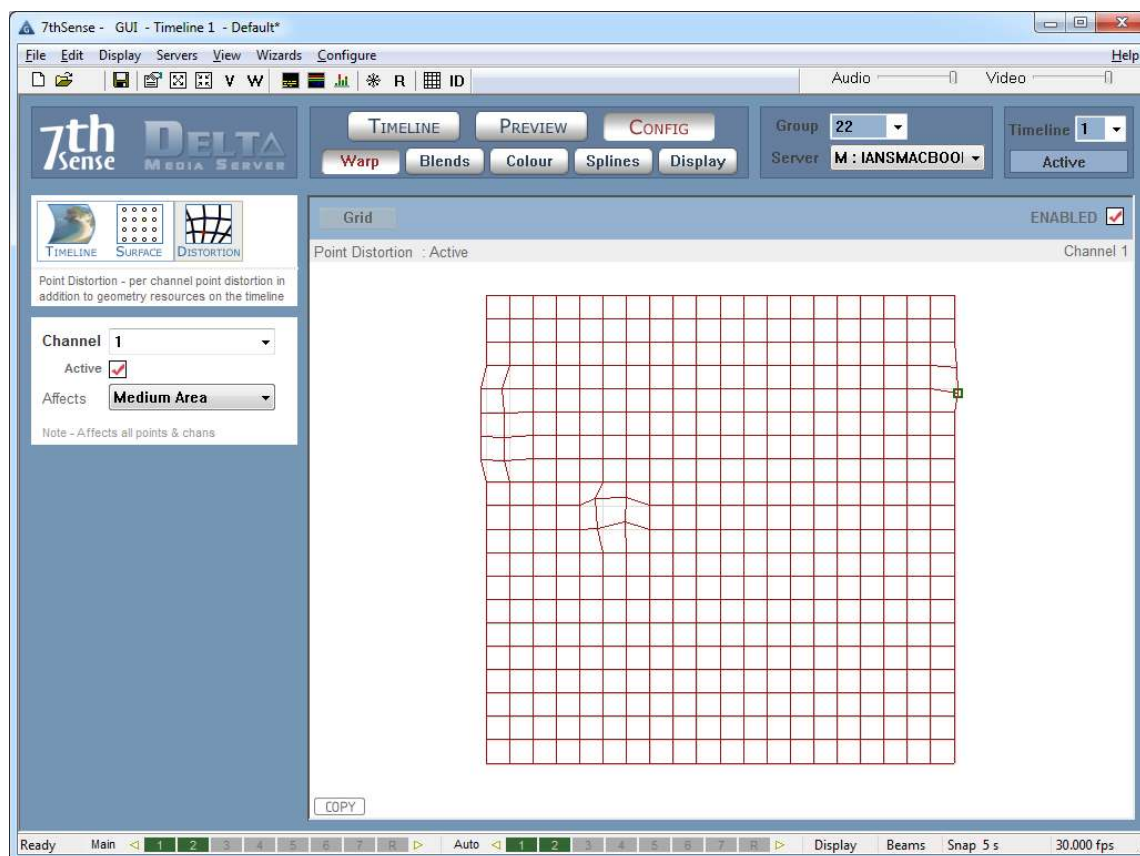 7thSense - GUI - Timeline 1 - Default*
File Edit Display Servers View Wizards Configure Help
V W R ID Audio Video
7th sense DELTA MEDIA SERVER
TIMELINE PREVIEW CONFIG
Warp Blends Colour Splines Display
Group 22
Server M : IANSMACBOO
Timeline 1
Active
TIMELINE SURFACE DISTORTION
Point Distortion - per channel point distortion in
addition to geometry resources on the timeline
Channel 1
Active
Affects Medium Area
Note - Affects all points & chans
Grid ENABLED
Point Distortion : Active Channel 1
COPY
Ready Main 1 2 3 4 5 6 7 R Auto 1 2 3 4 5 6 7 R Display Beams Snap 5 s 30.000 fps